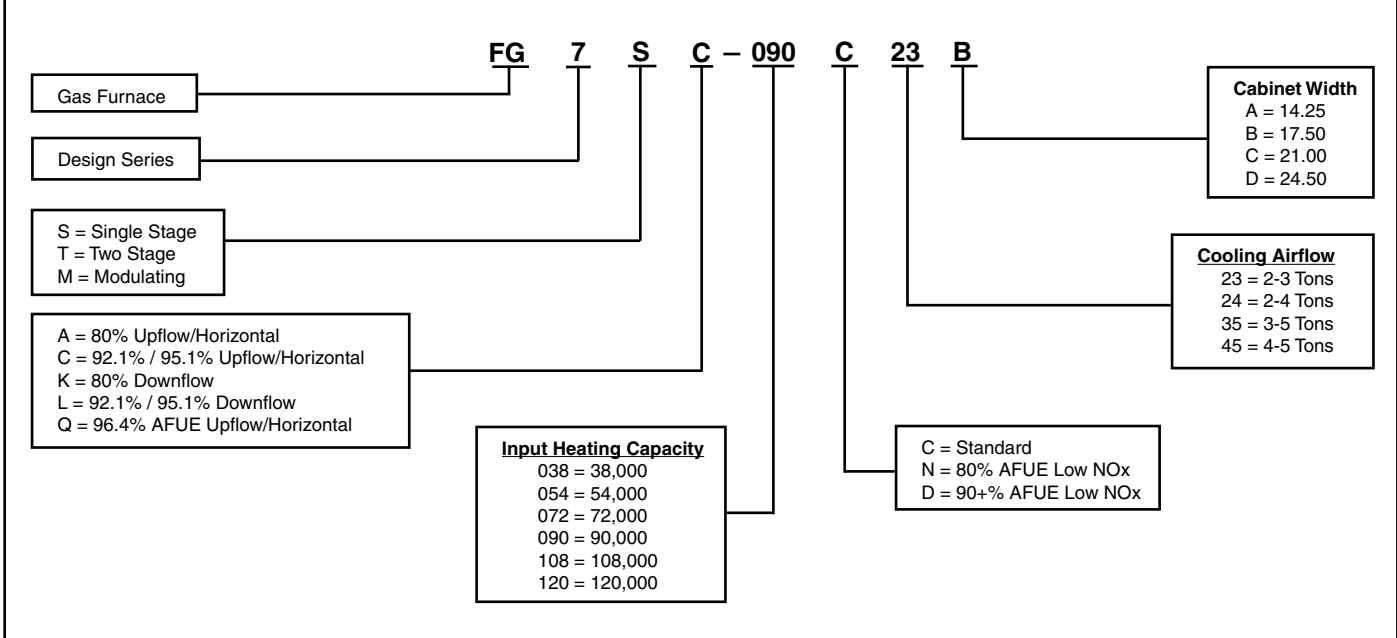 FG 7 S C – 090 C 23 B
Gas Furnace
Design Series
S = Single Stage
T = Two Stage
M = Modulating
A = 80% Upflow/Horizontal
C = 92.1% / 95.1% Upflow/Horizontal
K = 80% Downflow
L = 92.1% / 95.1% Downflow
Q = 96.4% AFUE Upflow/Horizontal
Input Heating Capacity
038 = 38,000
054 = 54,000
072 = 72,000
090 = 90,000
108 = 108,000
120 = 120,000
C = Standard
N = 80% AFUE Low NOx
D = 90+% AFUE Low NOx
Cooling Airflow
23 = 2-3 Tons
24 = 2-4 Tons
35 = 3-5 Tons
45 = 4-5 Tons
Cabinet Width
A = 14.25
B = 17.50
C = 21.00
D = 24.50